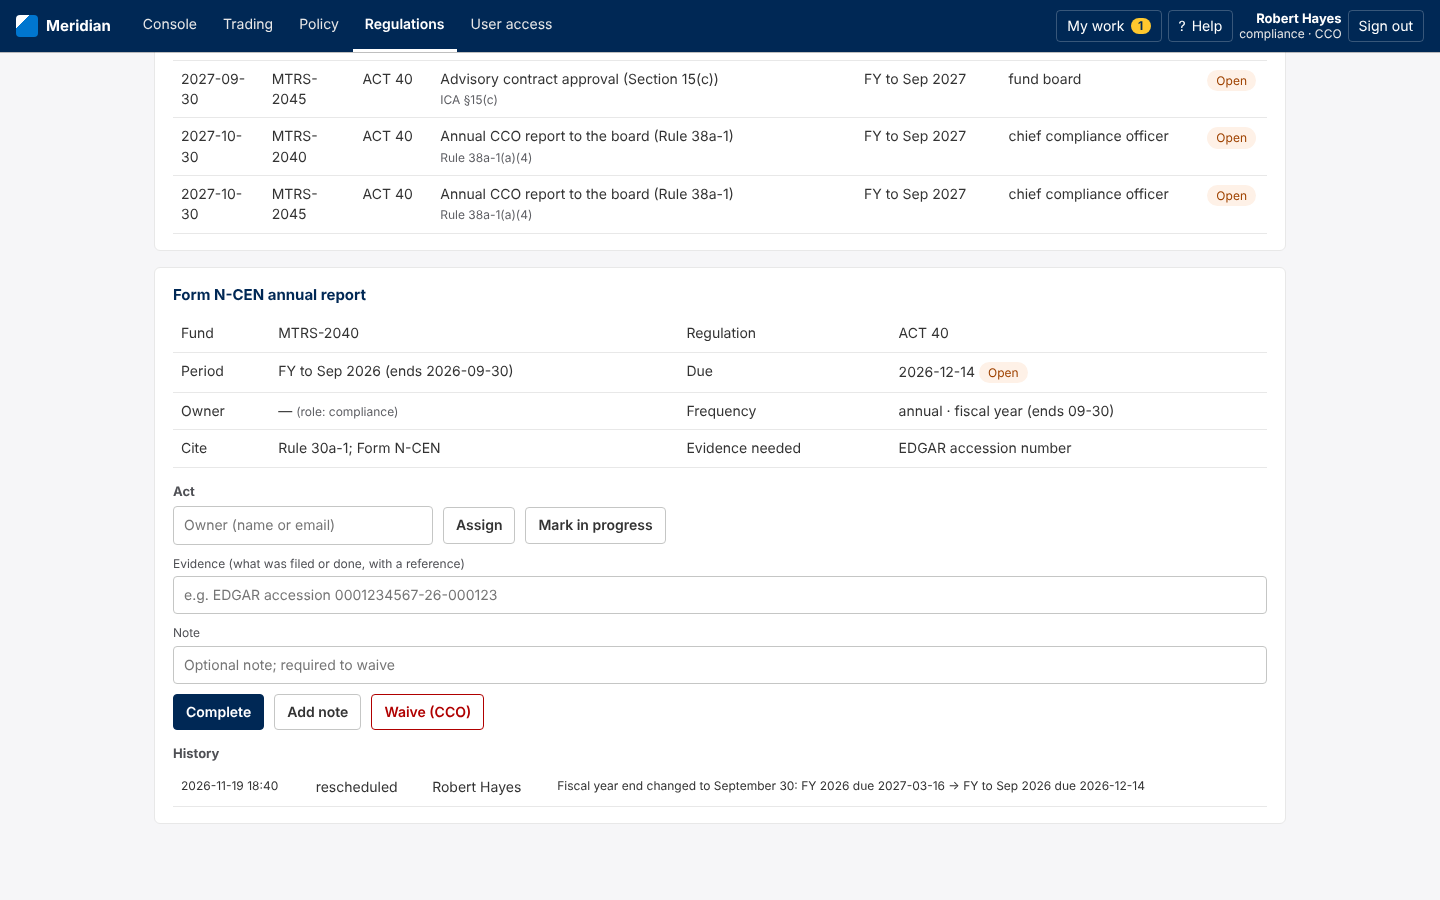 Meridian Console Trading Policy Regulations User access My work 1 ? Help Robert Hayes Sign out
compliance · CCO
2027-09- MTRS- ACT 40 Advisory contract approval (Section 15(c)) FY to Sep 2027 fund board Open
30 2045 ICA §15(c)
2027-10- MTRS- ACT 40 Annual CCO report to the board (Rule 38a-1) FY to Sep 2027 chief compliance officer Open
30 2040 Rule 38a-1(a)(4)
2027-10- MTRS- ACT 40 Annual CCO report to the board (Rule 38a-1) FY to Sep 2027 chief compliance officer Open
30 2045 Rule 38a-1(a)(4)
Form N-CEN annual report
Fund MTRS-2040 Regulation ACT 40
Period FY to Sep 2026 (ends 2026-09-30) Due 2026-12-14 Open
Owner — (role: compliance) Frequency annual · fiscal year (ends 09-30)
Cite Rule 30a-1; Form N-CEN Evidence needed EDGAR accession number
Act
Owner (name or email) Assign Mark in progress
Evidence (what was filed or done, with a reference)
e.g. EDGAR accession 0001234567-26-000123
Note
Optional note; required to waive
Complete Add note Waive (CCO)
History
2026-11-19 18:40 rescheduled Robert Hayes Fiscal year end changed to September 30: FY 2026 due 2027-03-16 → FY to Sep 2026 due 2026-12-14